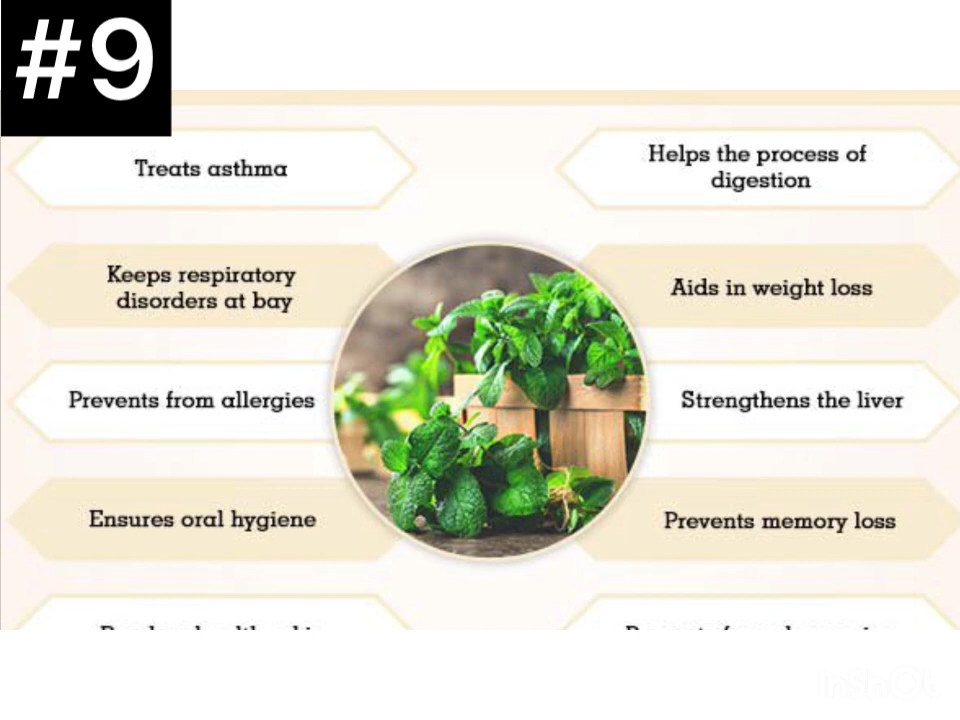 #9
Treats asthma
Helps the process of
digestion
Keeps respiratory
disorders at bay
Aids in weight loss
Prevents from allergies
Strengthens the liver
Ensures oral hygiene
Prevents memory loss
InShOt